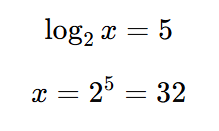 log₂ x = 5
x = 2⁵ = 32